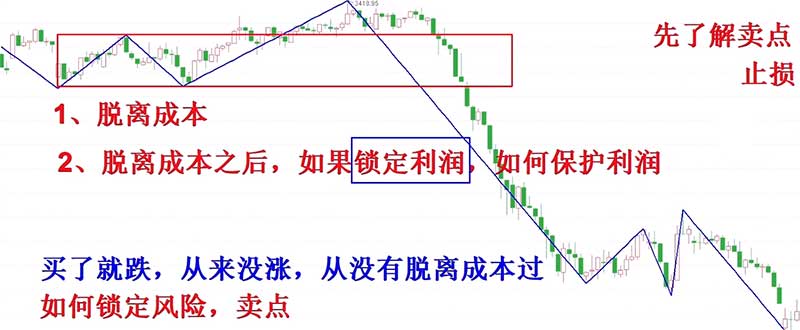 3419.95
先了解卖点
止损
1、脱离成本
2、脱离成本之后，如果锁定利润，如何保护利润
买了就跌，从来没涨，从没有脱离成本过
如何锁定风险，卖点